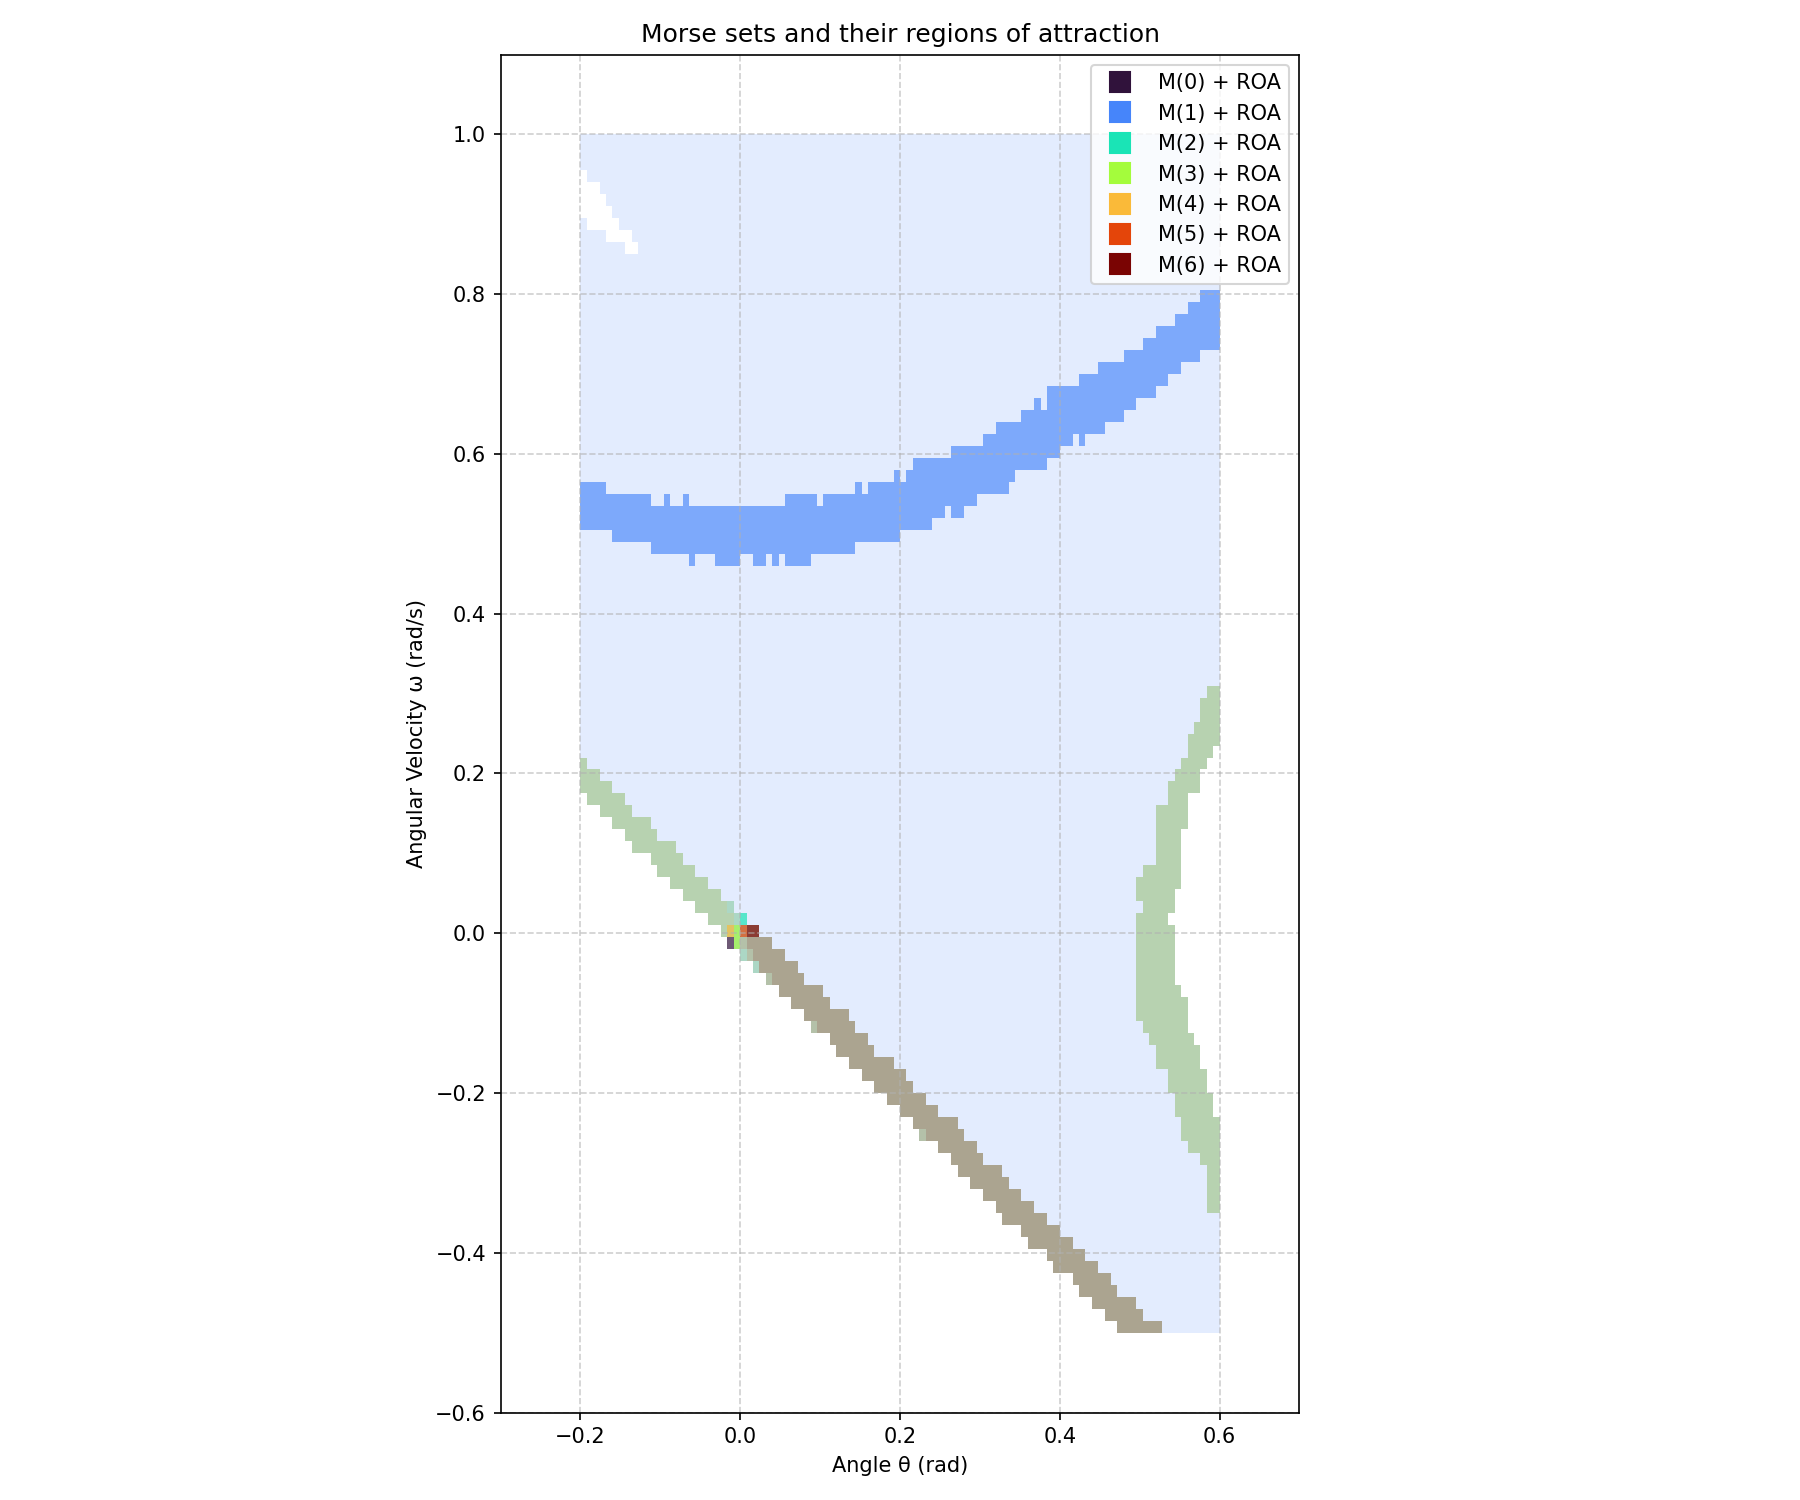 Morse sets and their regions of attraction
M(0) + ROA
M(1) + ROA
M(2) + ROA
M(3) + ROA
M(4) + ROA
M(5) + ROA
M(6) + ROA
1.0
0.8
0.6
0.4
0.2
0.0
−0.2
−0.4
−0.6
Angular Velocity ω (rad/s)
−0.2
0.0
0.2
0.4
0.6
Angle θ (rad)